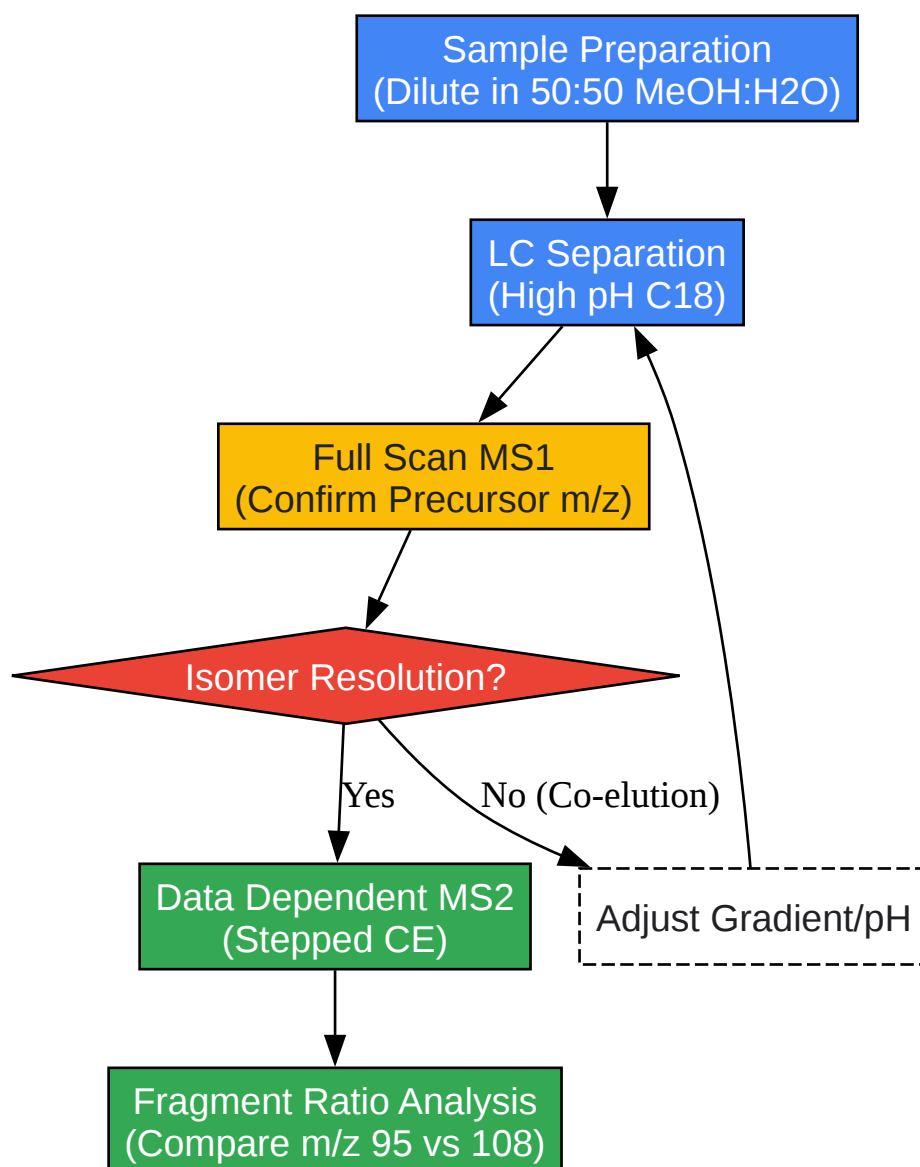 Sample Preparation
(Dilute in 50:50 MeOH:H2O)
LC Separation
(High pH C18)
Full Scan MS1
(Confirm Precursor m/z)
Isomer Resolution?
Yes
No (Co-elution)
Data Dependent MS2
(Stepped CE)
Adjust Gradient/pH
Fragment Ratio Analysis
(Compare m/z 95 vs 108)